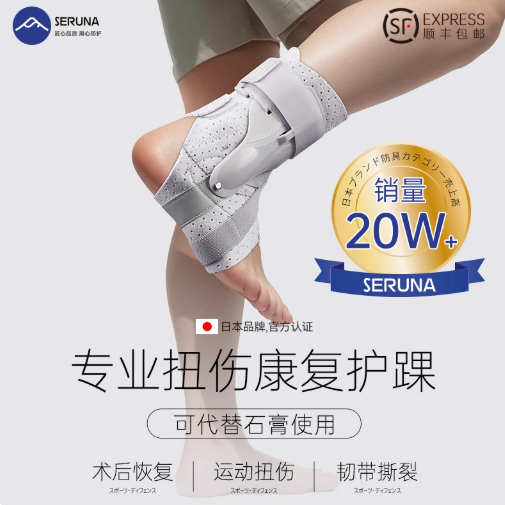 SERUNA
匠心品质 用心防护
SF EXPRESS
顺丰包邮
日本ブランド防具カテゴリー売上高
销量
20W+
SERUNA
日本品牌,官方认证
专业扭伤康复护踝
可代替石膏使用
术后恢复 | 运动扭伤 | 韧带撕裂
スポーツ・ディフェンス スポーツ・ディフェンス スポーツ・ディフェンス